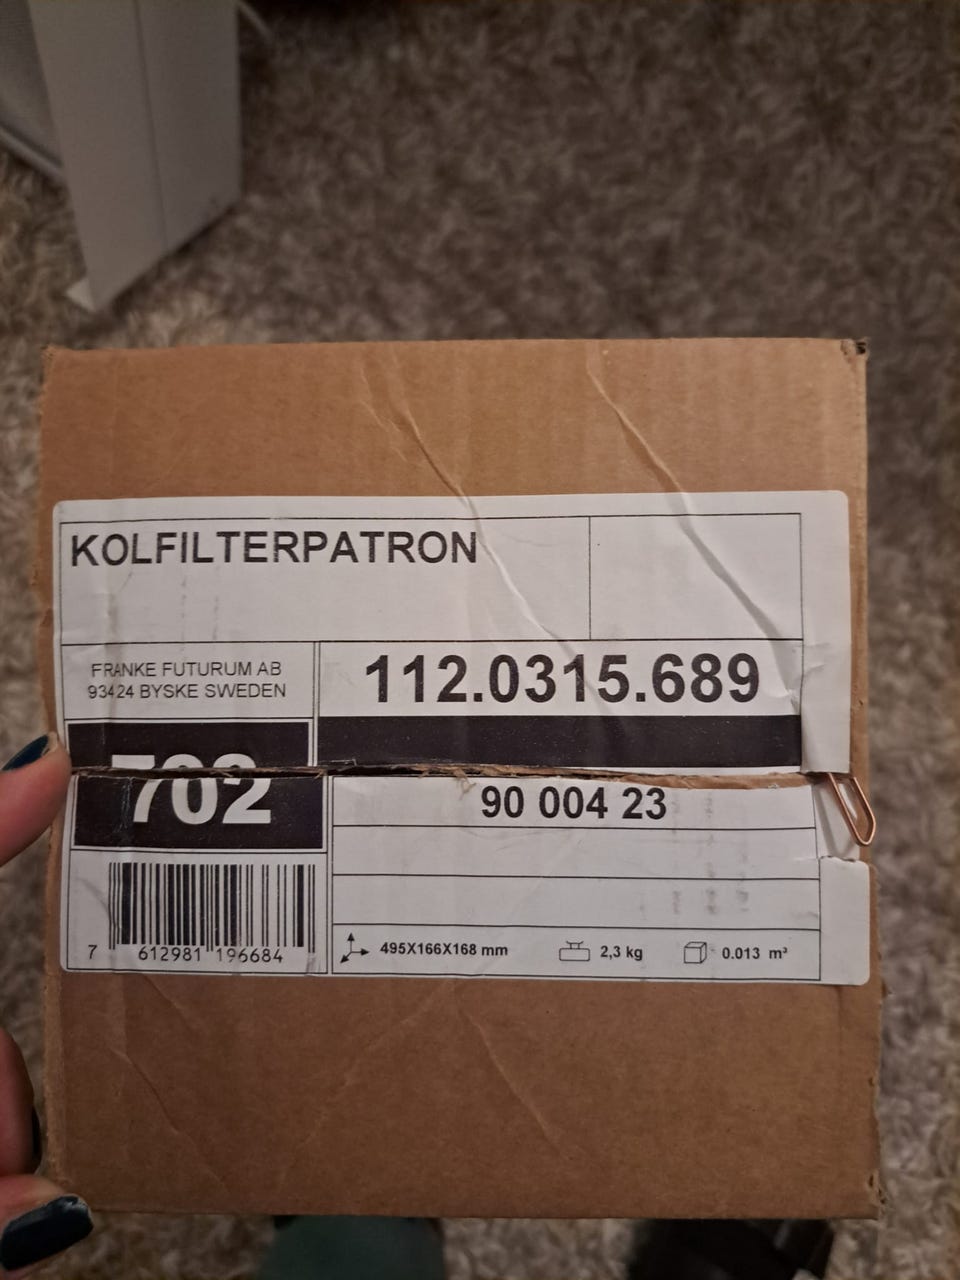 KOLFILTERPATRON
FRANKE FUTURUM AB
93424 BYSKE SWEDEN
112.0315.689
702
90 004 23
7 612981 196684
495X166X168 mm
2,3 kg
0.013 m³